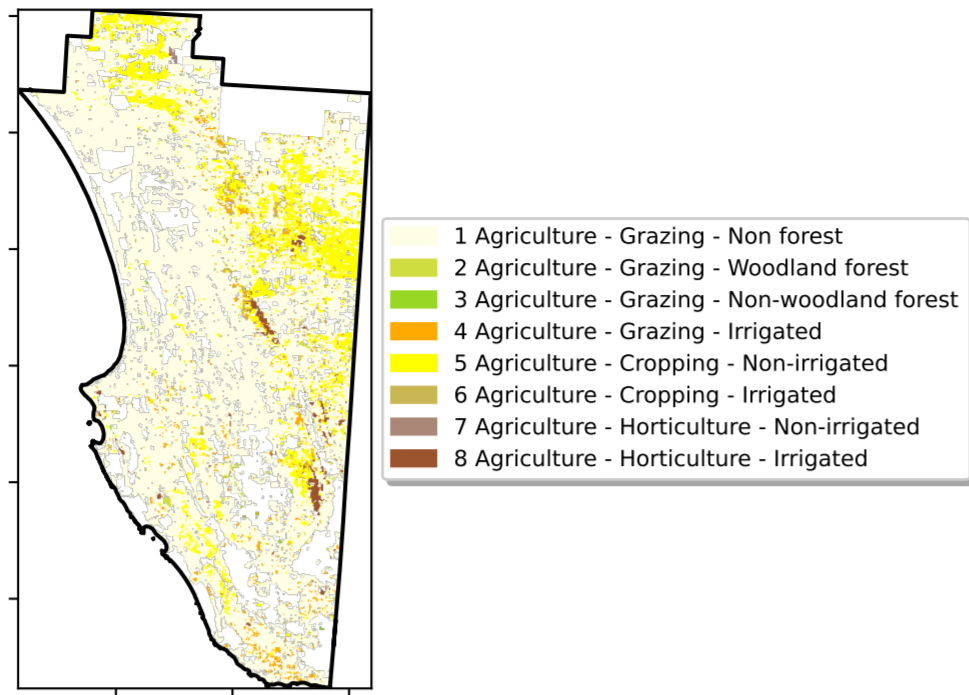 1 Agriculture - Grazing - Non forest
2 Agriculture - Grazing - Woodland forest
3 Agriculture - Grazing - Non-woodland forest
4 Agriculture - Grazing - Irrigated
5 Agriculture - Cropping - Non-irrigated
6 Agriculture - Cropping - Irrigated
7 Agriculture - Horticulture - Non-irrigated
8 Agriculture - Horticulture - Irrigated